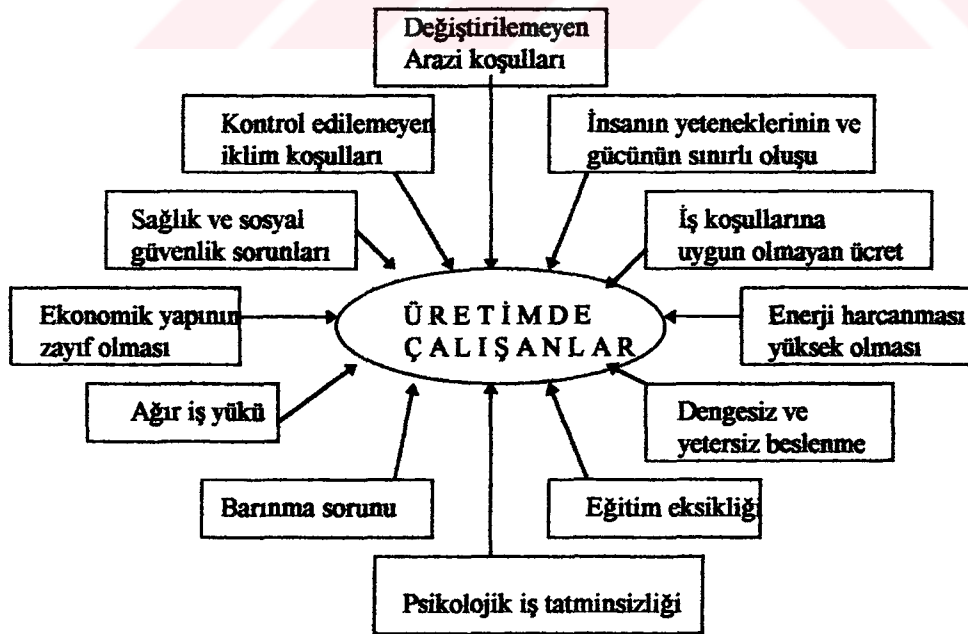 Değiştirilemeyen
Arazi koşulları
Kontrol edilemeyen
iklim koşulları
İnsanın yeteneklerinin ve
gücünün sınırlı oluşu
Sağlık ve sosyal
güvenlik sorunları
İş koşullarına
uygun olmayan ücret
Ekonomik yapının
zayıf olması
ÜRETİMDE
ÇALIŞANLAR
Enerji harcanması
yüksek olması
Ağır iş yükü
Dengesiz ve
yetersiz beslenme
Barınma sorunu
Eğitim eksikliği
Psikolojik iş tatminsizliği